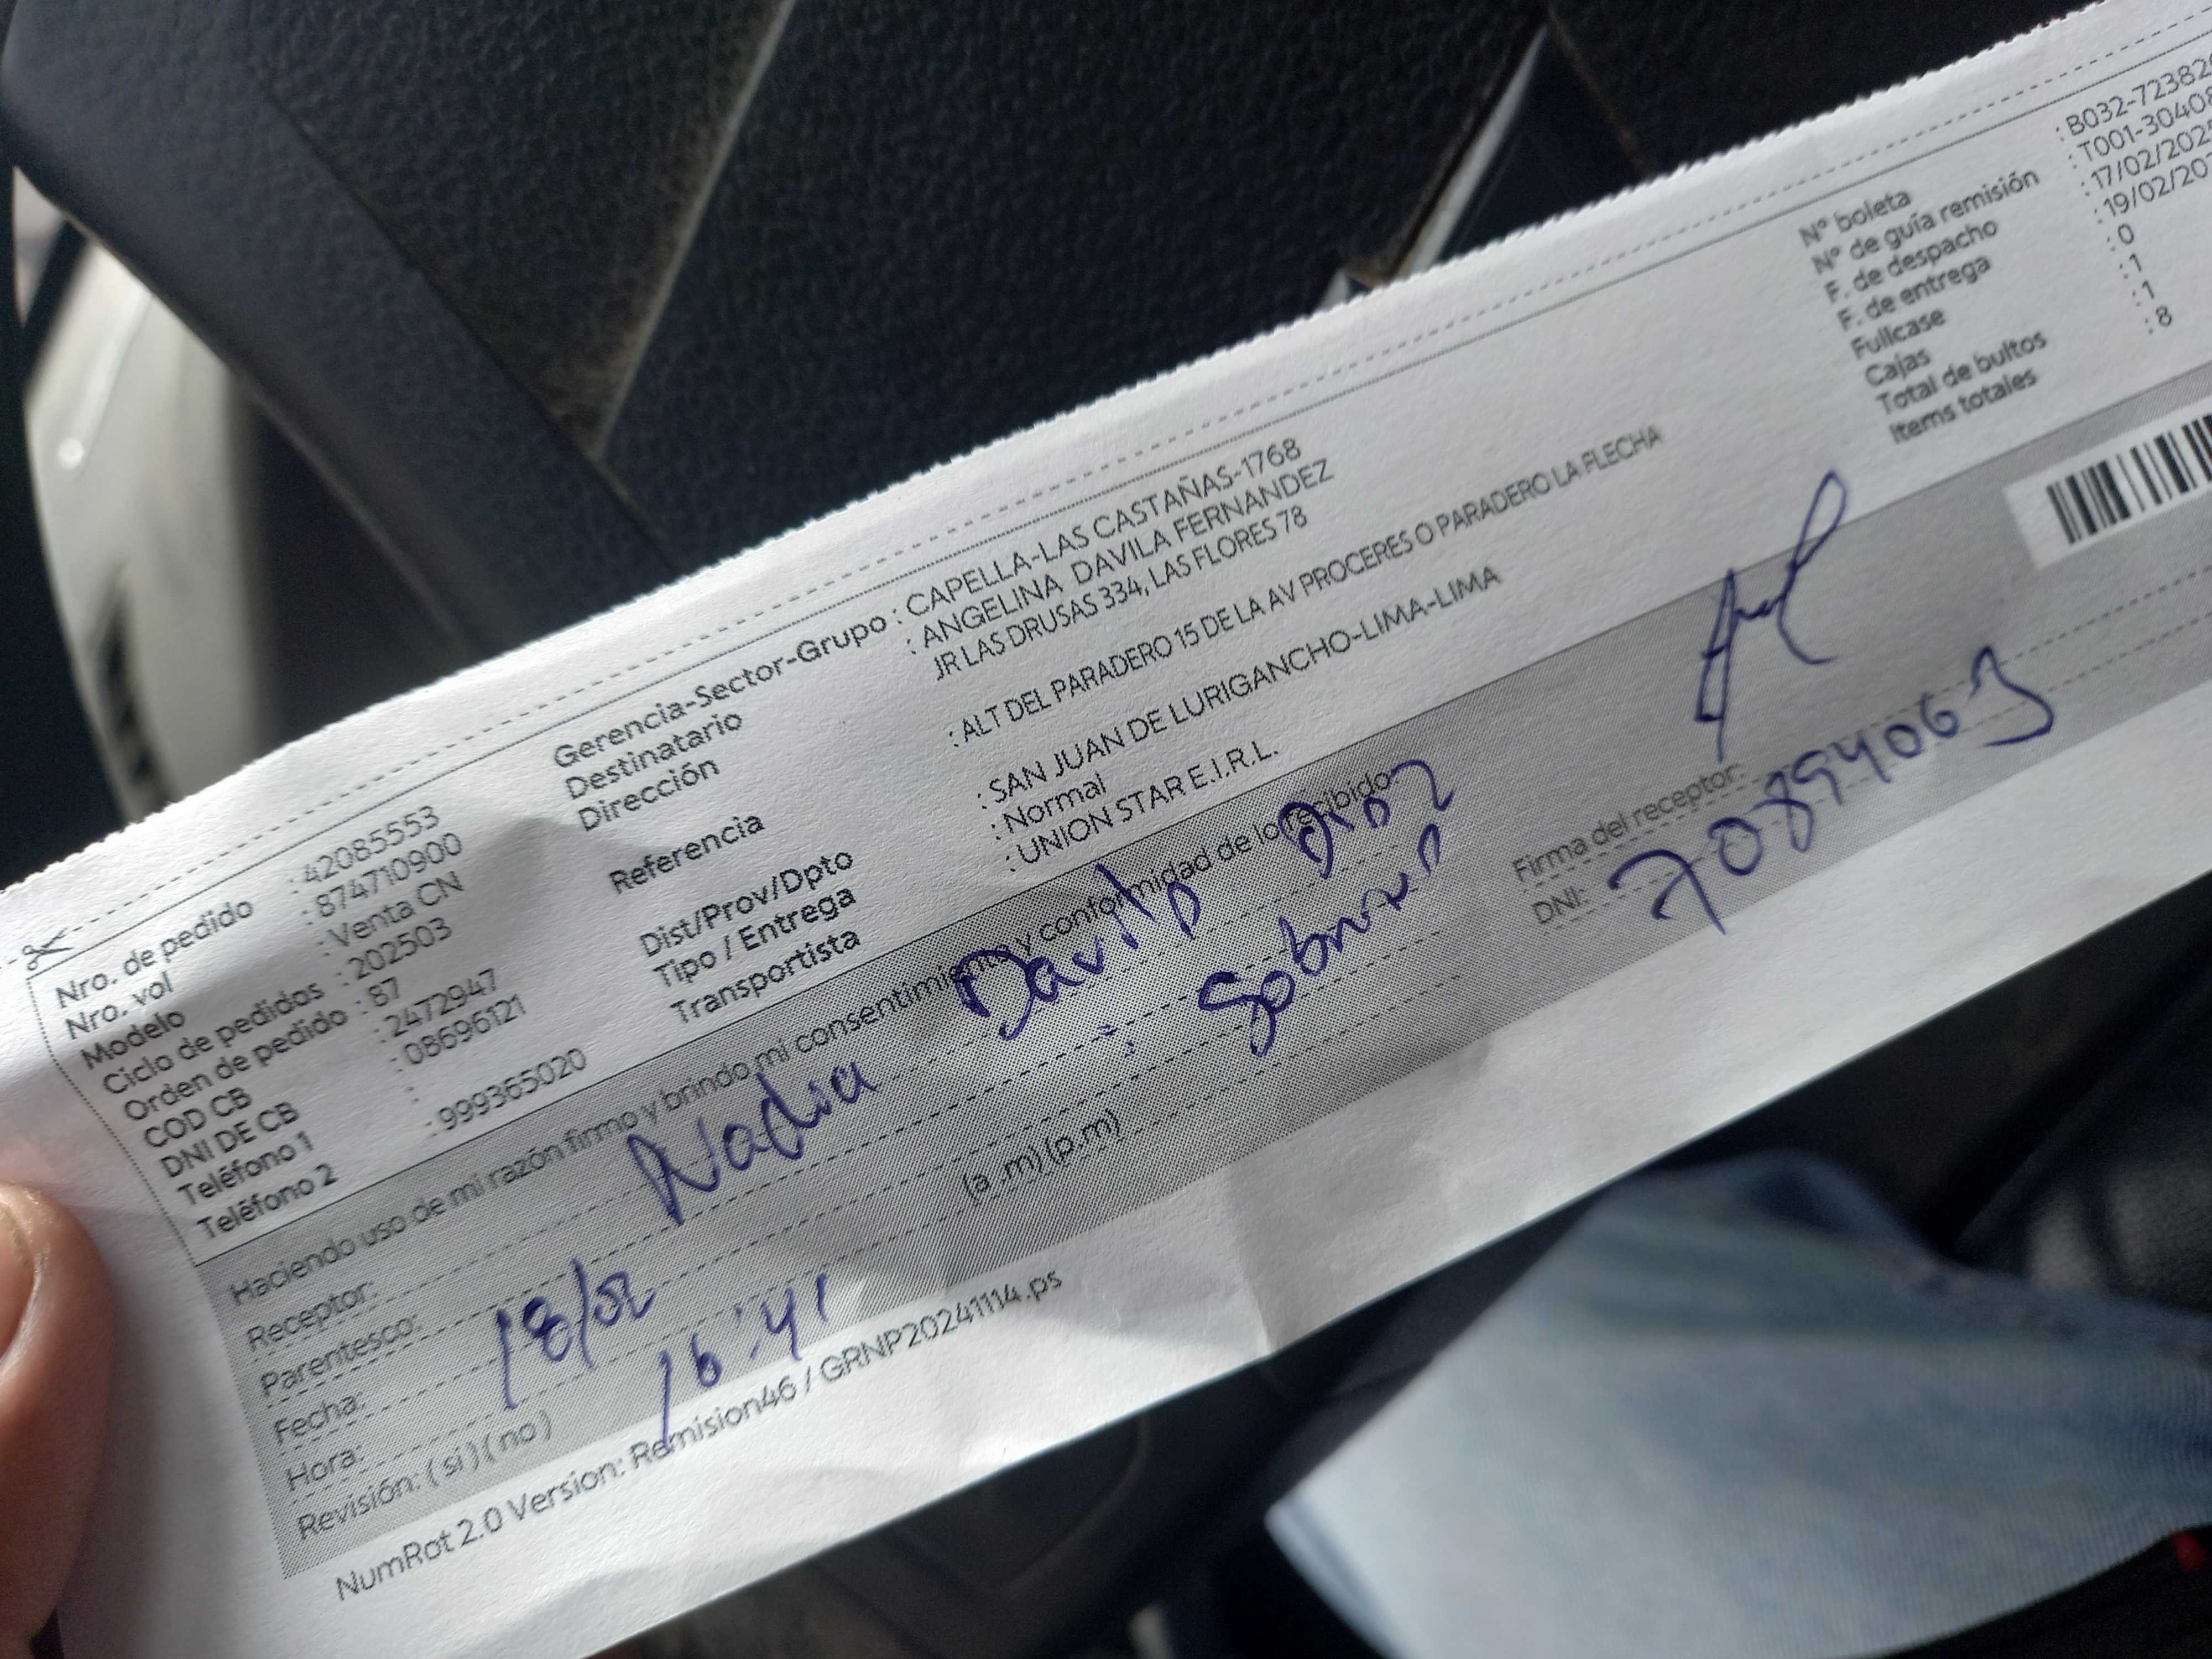 Nro. de pedido : 42085553
Nro. vol : 874710900
Modelo : Venta CN
Ciclo de pedidos : 202503
Orden de pedido : 87
COD CB : 2472947
DNI DE CB : 08696121
Teléfono 1 :
Teléfono 2 : 999365020
Gerencia-Sector-Grupo : CAPELLA-LAS CASTAÑAS-1768
Destinatario : ANGELINA DAVILA FERNANDEZ
Dirección JR LAS DRUSAS 334, LAS FLORES 78
Referencia : ALT DEL PARADERO 15 DE LA AV PROCERES O PARADERO LA FLECHA
Dist/Prov/Dpto : SAN JUAN DE LURIGANCHO-LIMA-LIMA
Tipo / Entrega : Normal
Transportista : UNION STAR E.I.R.L.
Nº boleta : B032-72382
Nº de guía remisión : T001-3040
F. de despacho : 17/02/202
F. de entrega : 19/02/20
Fullcase : 0
Cajas : 1
Total de bultos : 1
Items totales : 8
Haciendo uso de mi razón firmo y brindo mi consentimiento y conformidad de lo recibido.
Receptor: Nadia Davila Diaz
Parentesco: : Sobrina
Fecha: 18/02
Hora: 16:41 (a .m) (p.m)
Revisión: ( si ) ( no )
Firma del receptor:
DNI:
NumRot 2.0 Version: Remision46 / GRNP20241114.ps